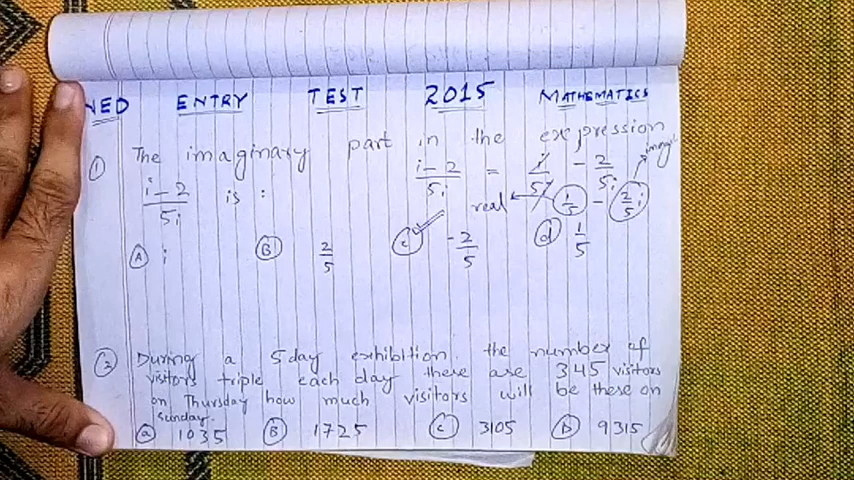 NED ENTRY TEST 2015 MATHEMATICS
① The imaginary part in the expression
i-2/5i is :
i-2/5i = i/5i - 2/5i
real ← 1/5 - 2/5 i
Ⓐ i Ⓑ 2/5 ⓒ ✓ -2/5 ⓓ 1/5
② During a 5 day exhibition. the number of
visitors triple each day there are 345 visitors
on Thursday how much visitors will be there on
Sunday.
ⓐ 1035 Ⓑ 1725 ⓒ 3105 Ⓓ 9315